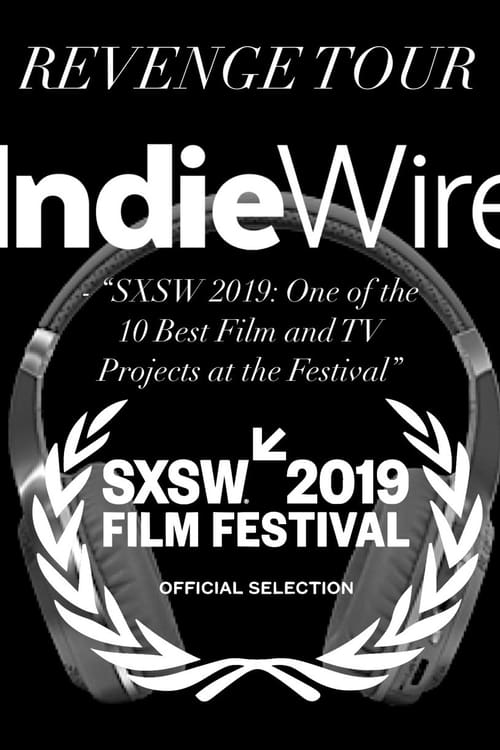 REVENGE TOUR
IndieWire
- “SXSW 2019: One of the
10 Best Film and TV
Projects at the Festival”
SXSW® 2019
FILM FESTIVAL
OFFICIAL SELECTION